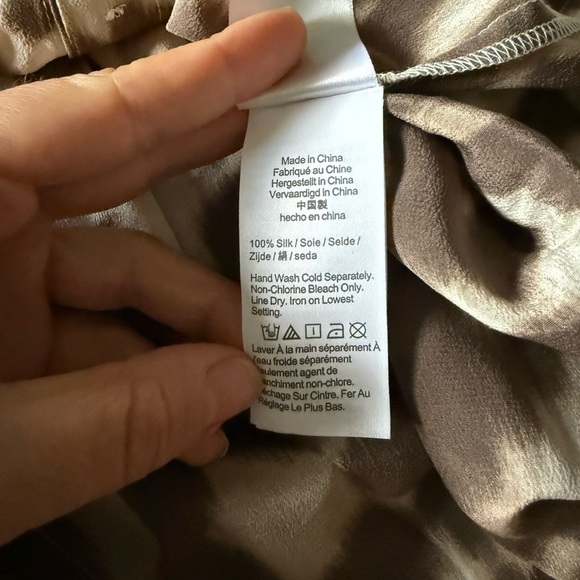 Made in China
Fabriqué au Chine
Hergestellt in China
Vervaardigd in China
中国製
hecho en china
100% Silk / Soie / Seide /
Zijde / 絹 / seda
Hand Wash Cold Separately.
Non-Chlorine Bleach Only.
Line Dry. Iron on Lowest
Setting.
Laver À la main séparément À
l'eau froide séparément
seulement agent de
blanchiment non-chlore.
Séchage Sur Cintre. Fer Au
Réglage Le Plus Bas.